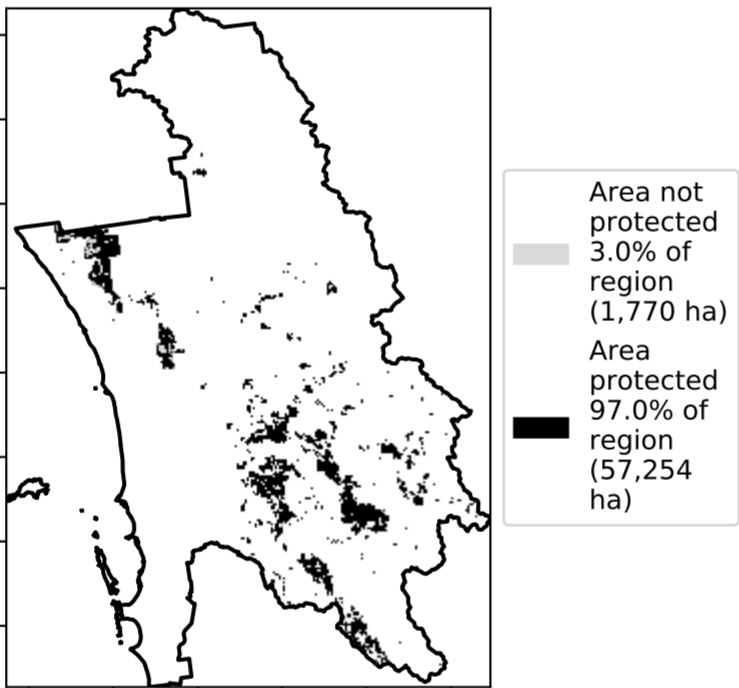 Area not
protected
3.0% of
region
(1,770 ha)
Area
protected
97.0% of
region
(57,254
ha)